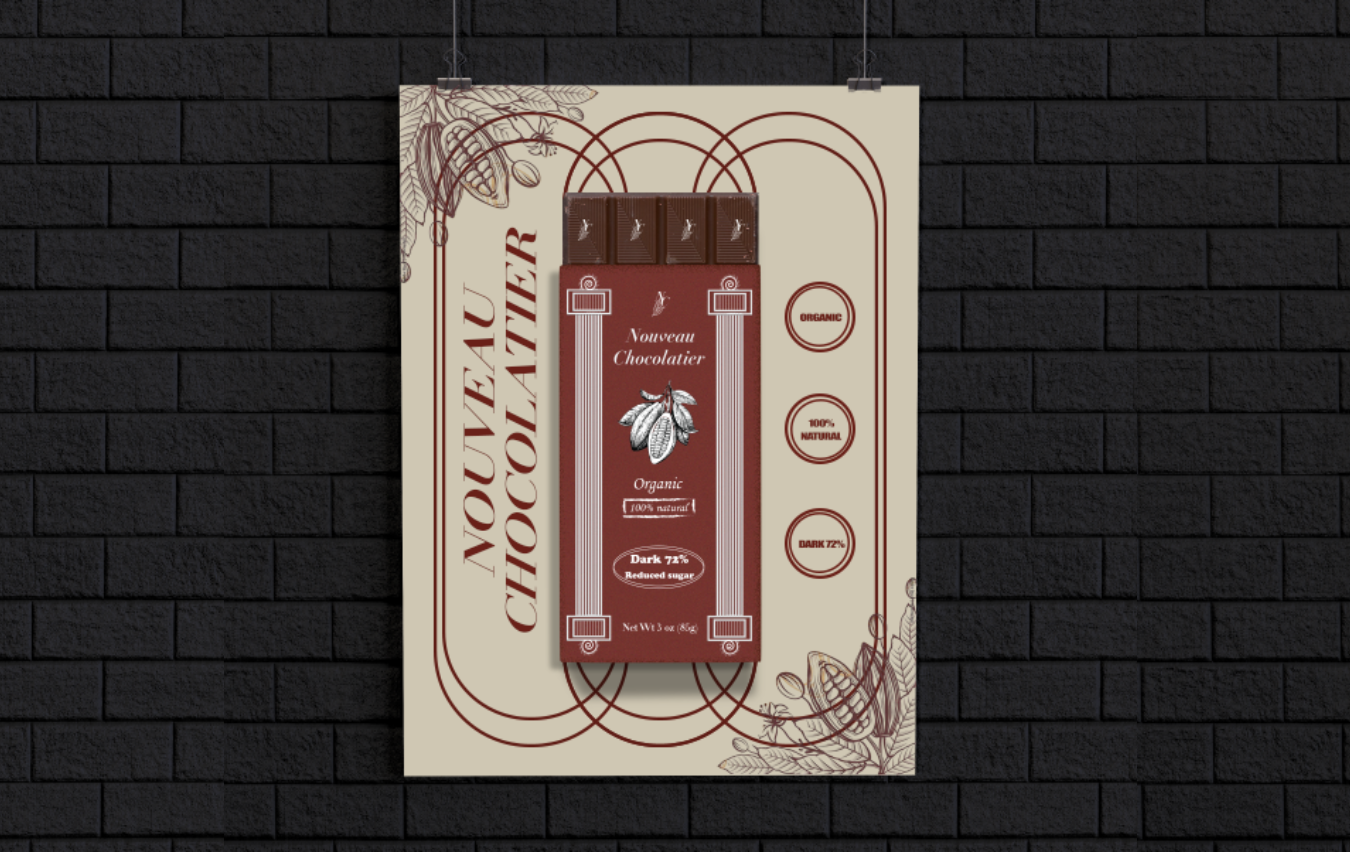 NOUVEAU
CHOCOLATIER
Nouveau
Chocolatier
Organic
100% natural
Dark 72%
Reduced sugar
Net Wt 3 oz (85g)
ORGANIC
100%
NATURAL
DARK 72%